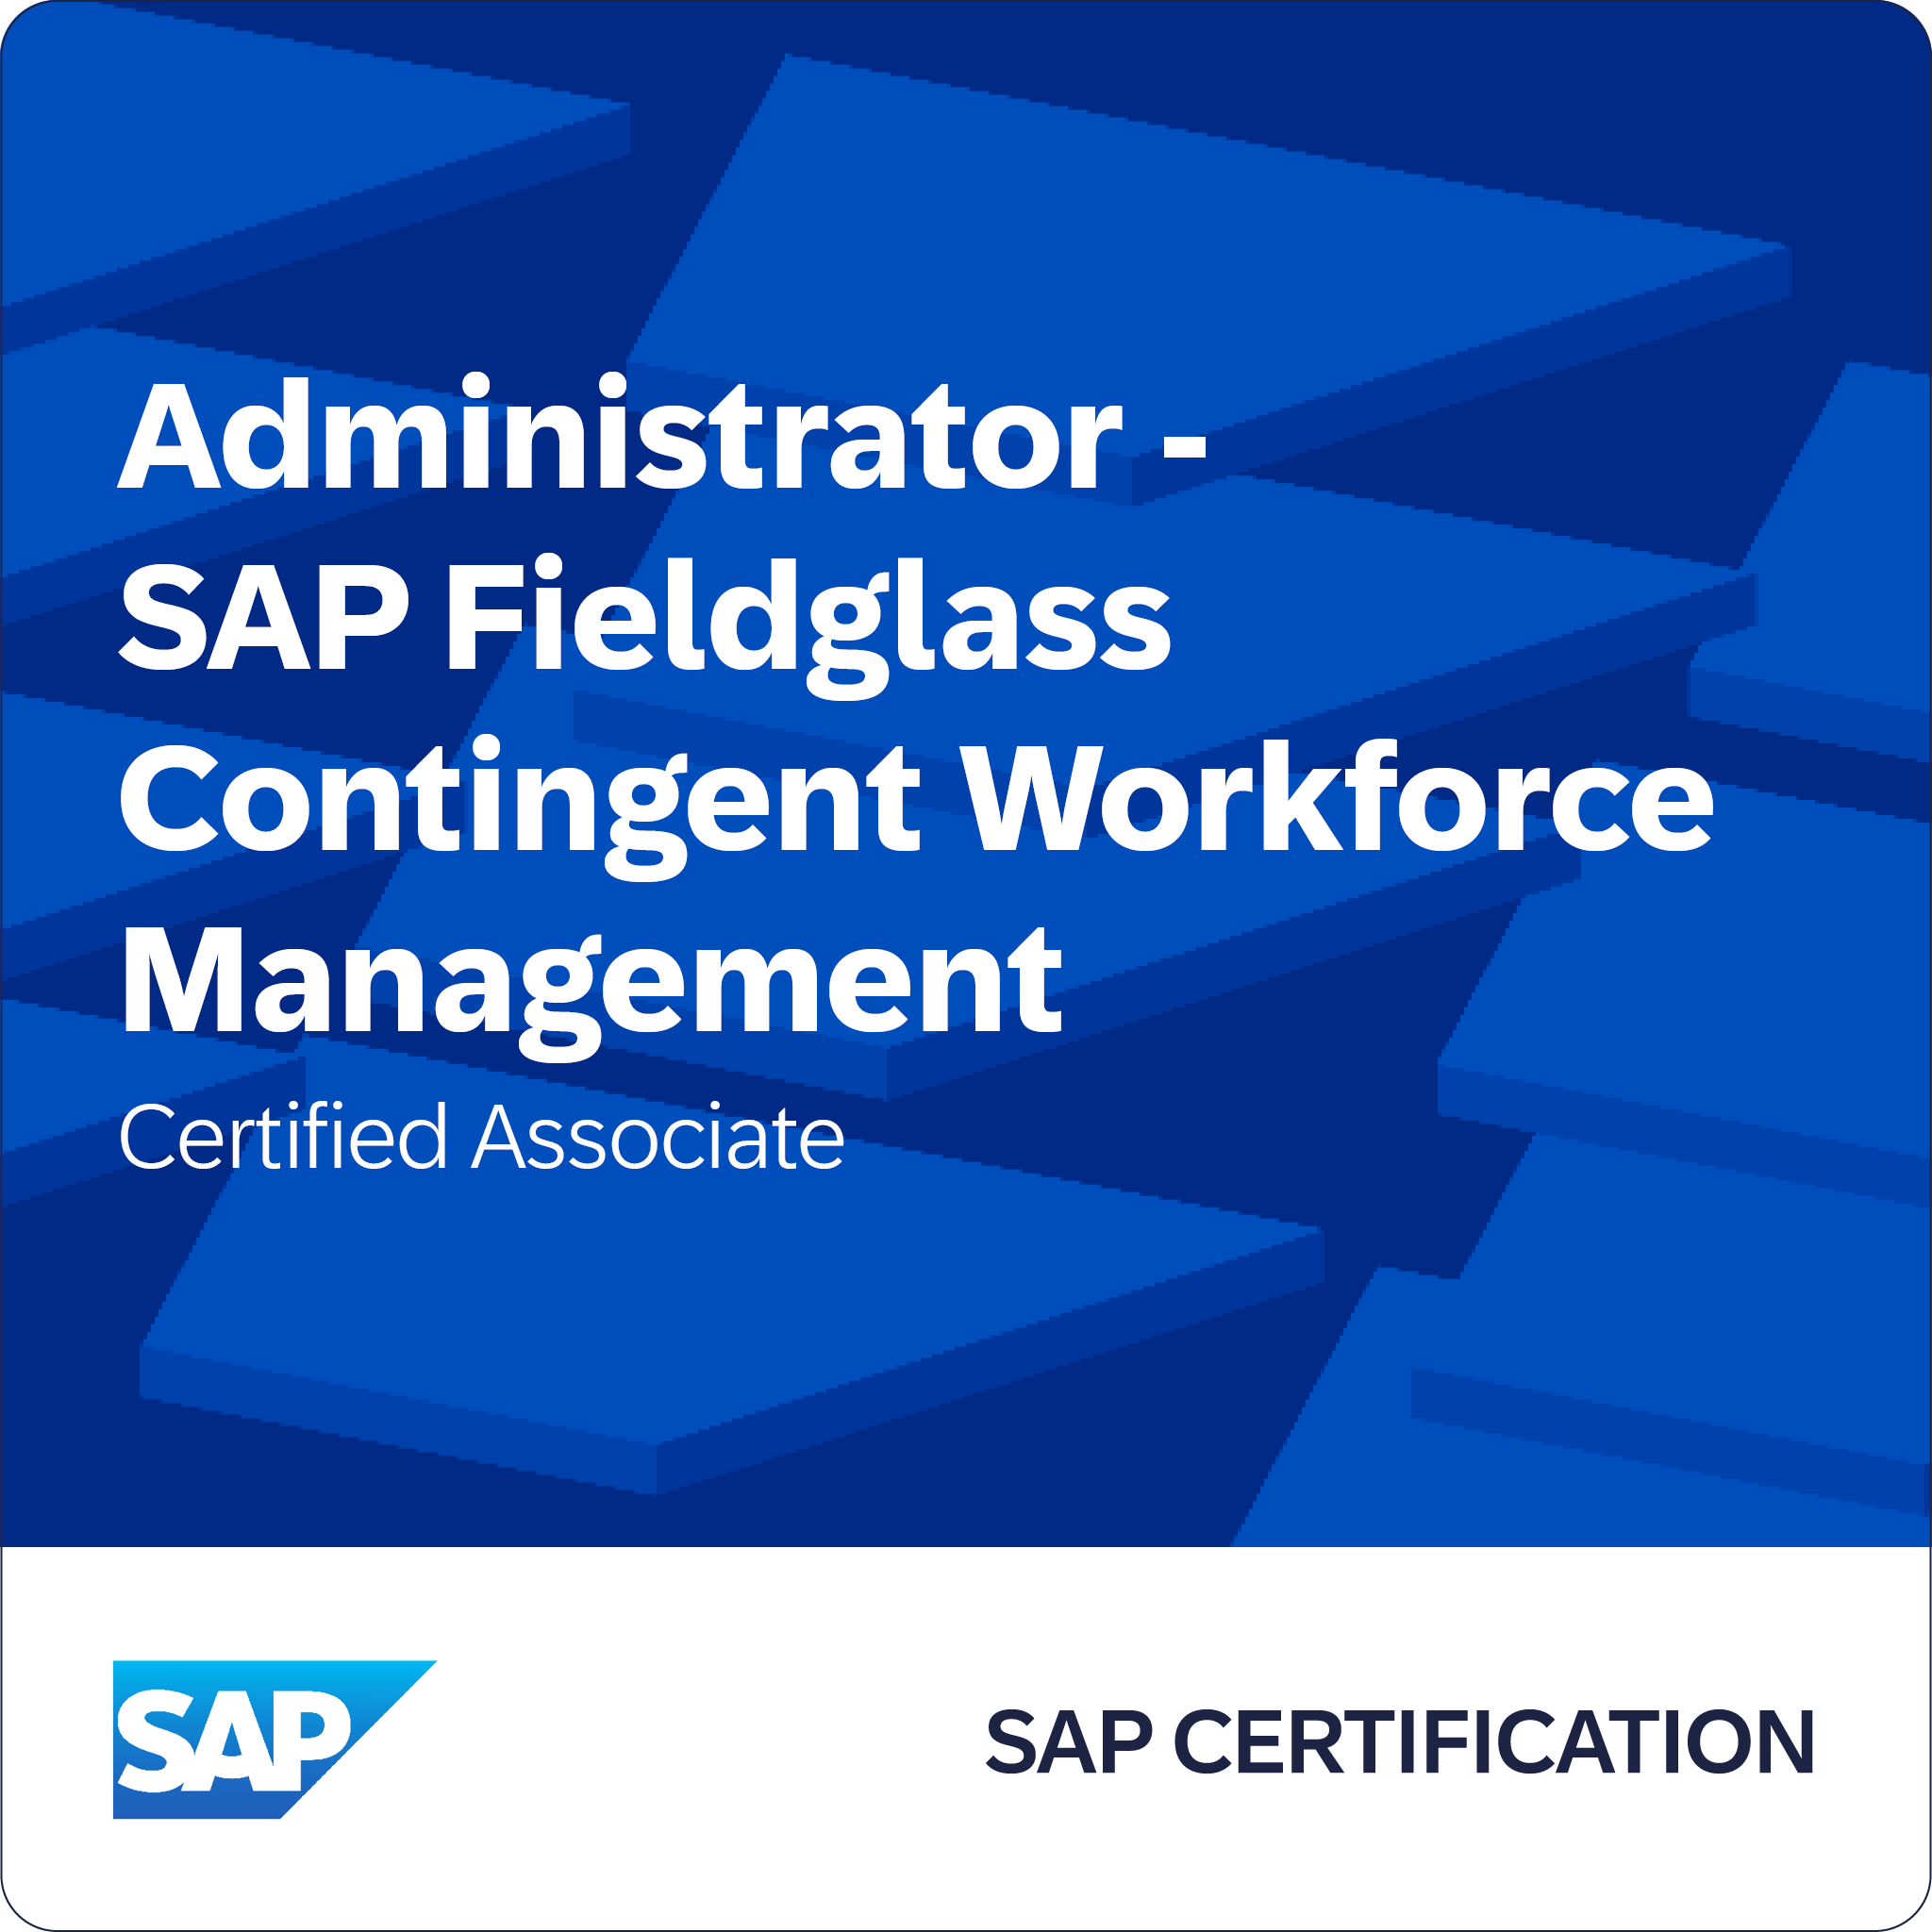 Administrator -
SAP Fieldglass
Contingent Workforce
Management
Certified Associate
SAP
SAP CERTIFICATION